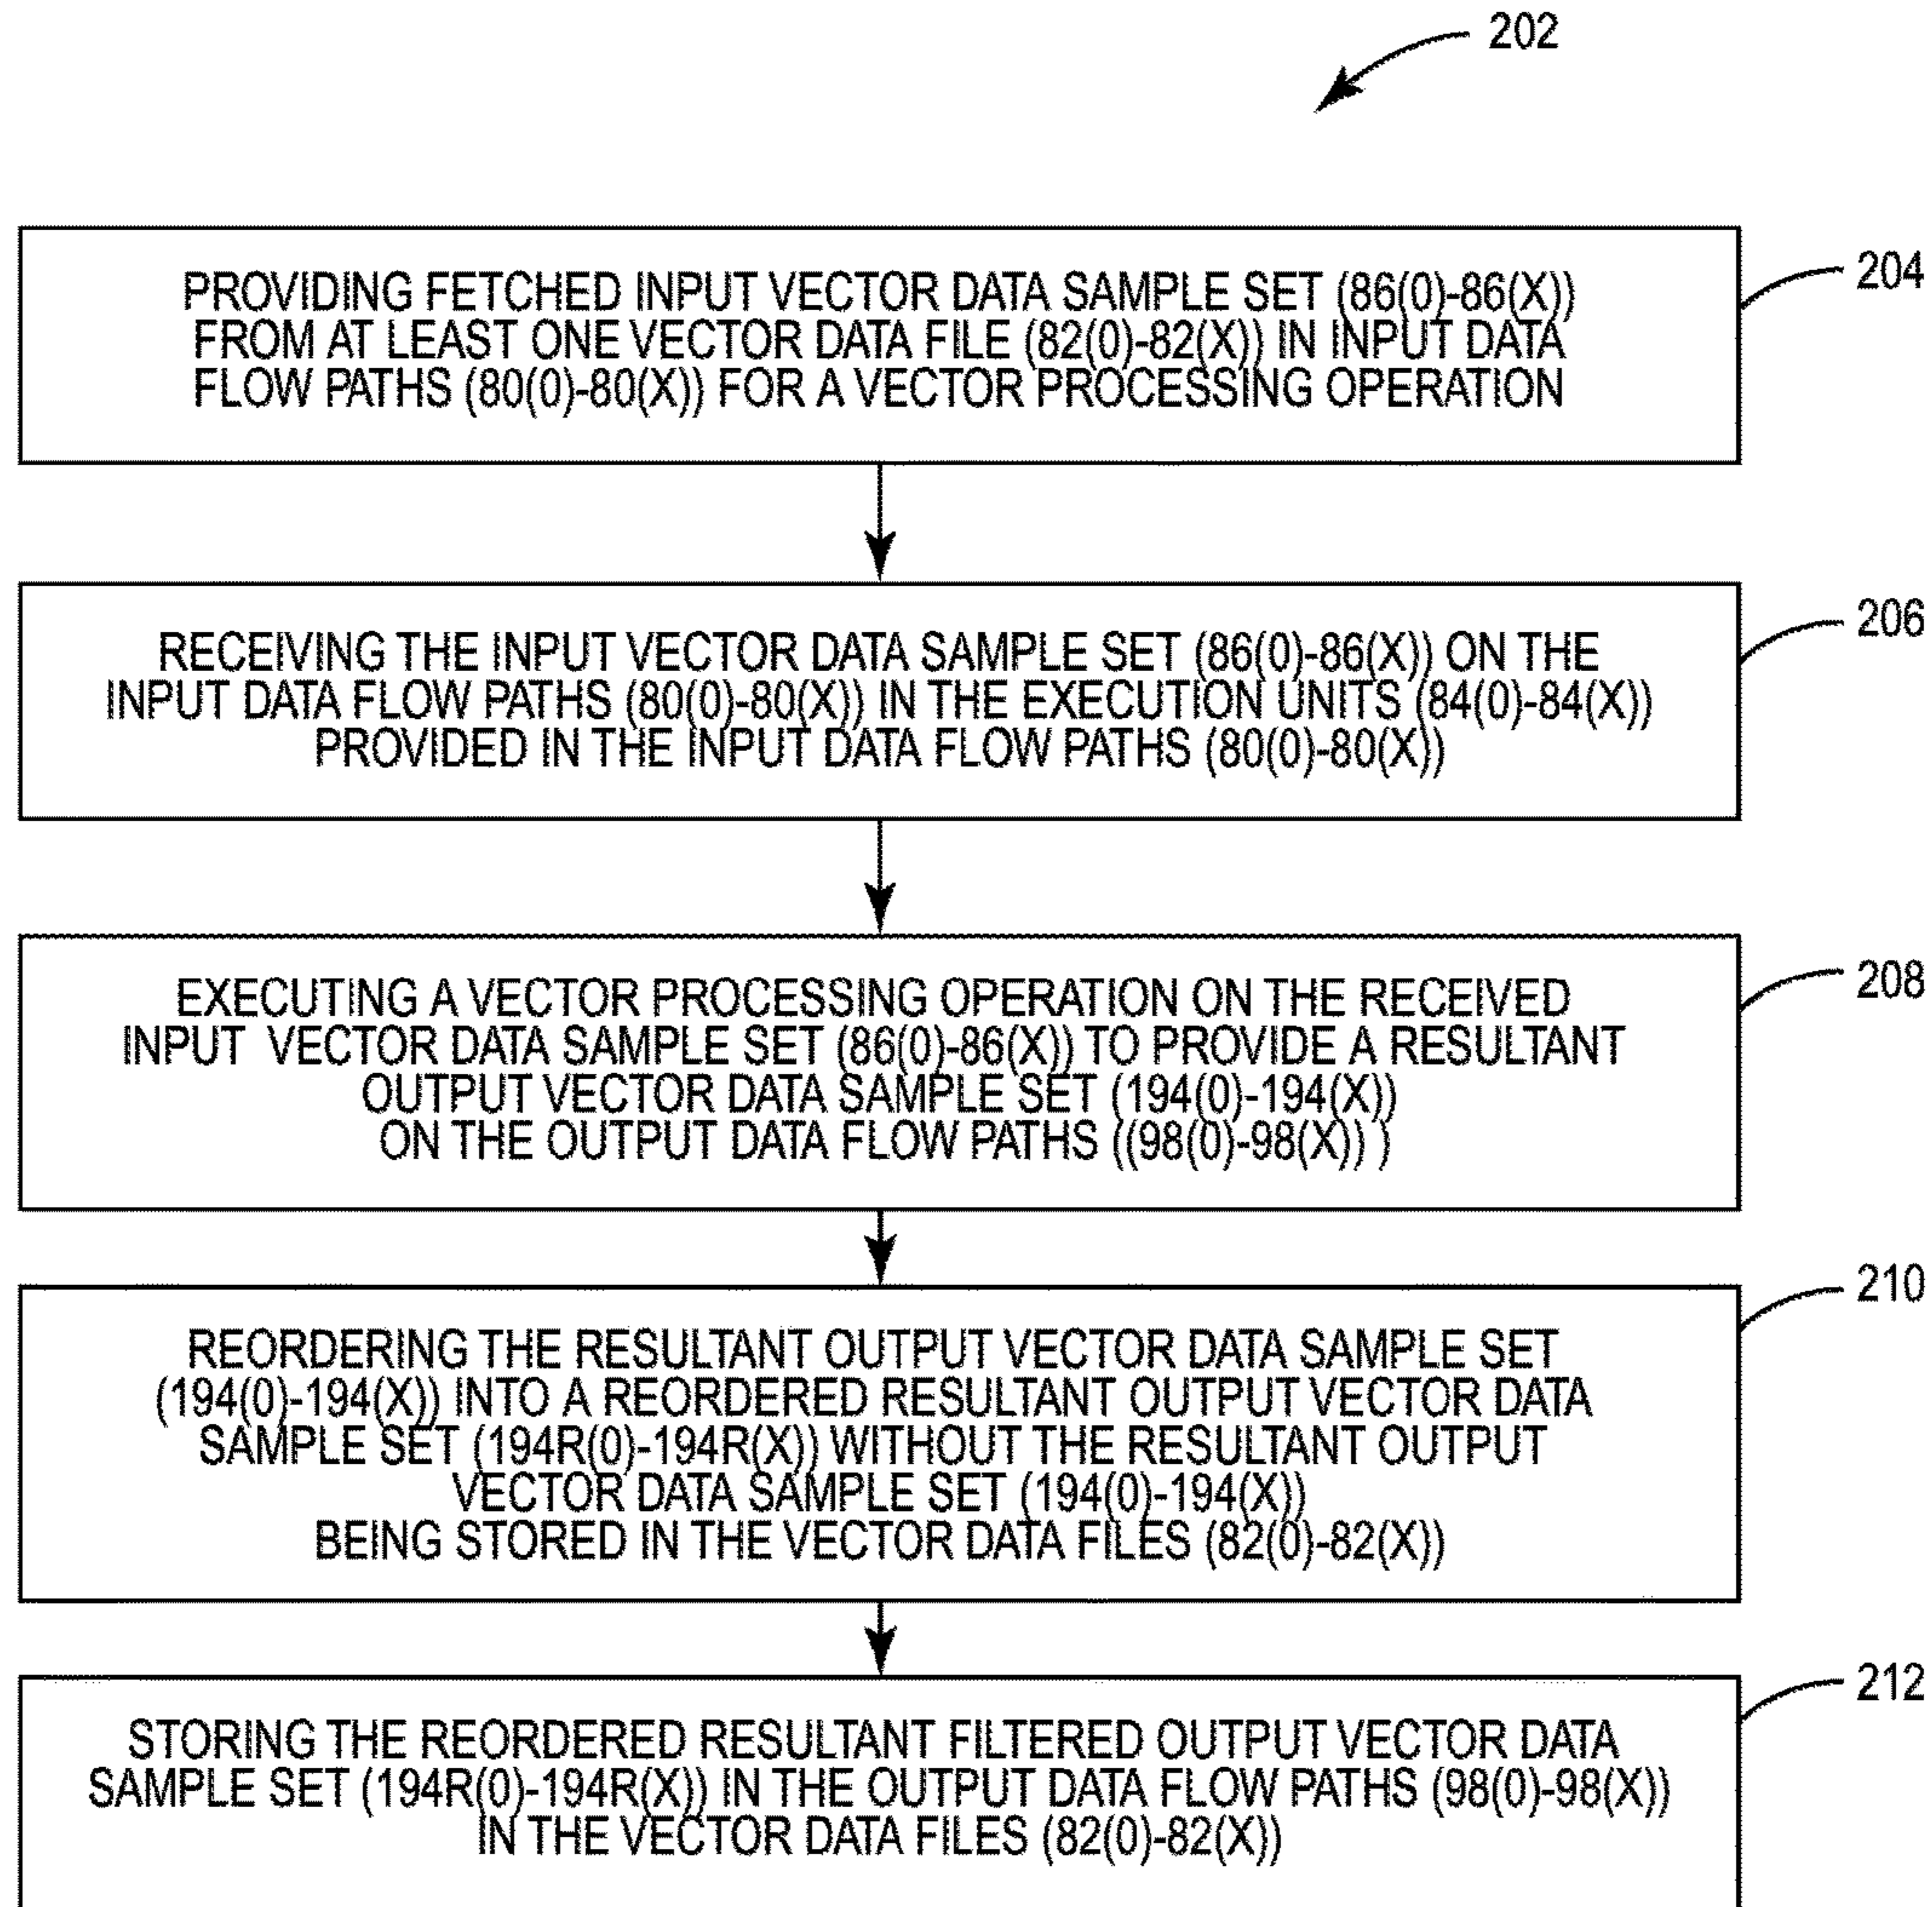 202
PROVIDING FETCHED INPUT VECTOR DATA SAMPLE SET (86(0)-86(X))
FROM AT LEAST ONE VECTOR DATA FILE (82(0)-82(X)) IN INPUT DATA
FLOW PATHS (80(0)-80(X)) FOR A VECTOR PROCESSING OPERATION
204
RECEIVING THE INPUT VECTOR DATA SAMPLE SET (86(0)-86(X)) ON THE
INPUT DATA FLOW PATHS (80(0)-80(X)) IN THE EXECUTION UNITS (84(0)-84(X))
PROVIDED IN THE INPUT DATA FLOW PATHS (80(0)-80(X))
206
EXECUTING A VECTOR PROCESSING OPERATION ON THE RECEIVED
INPUT VECTOR DATA SAMPLE SET (86(0)-86(X)) TO PROVIDE A RESULTANT
OUTPUT VECTOR DATA SAMPLE SET (194(0)-194(X))
ON THE OUTPUT DATA FLOW PATHS ((98(0)-98(X)) )
208
REORDERING THE RESULTANT OUTPUT VECTOR DATA SAMPLE SET
(194(0)-194(X)) INTO A REORDERED RESULTANT OUTPUT VECTOR DATA
SAMPLE SET (194R(0)-194R(X)) WITHOUT THE RESULTANT OUTPUT
VECTOR DATA SAMPLE SET (194(0)-194(X))
BEING STORED IN THE VECTOR DATA FILES (82(0)-82(X))
210
STORING THE REORDERED RESULTANT FILTERED OUTPUT VECTOR DATA
SAMPLE SET (194R(0)-194R(X)) IN THE OUTPUT DATA FLOW PATHS (98(0)-98(X))
IN THE VECTOR DATA FILES (82(0)-82(X))
212